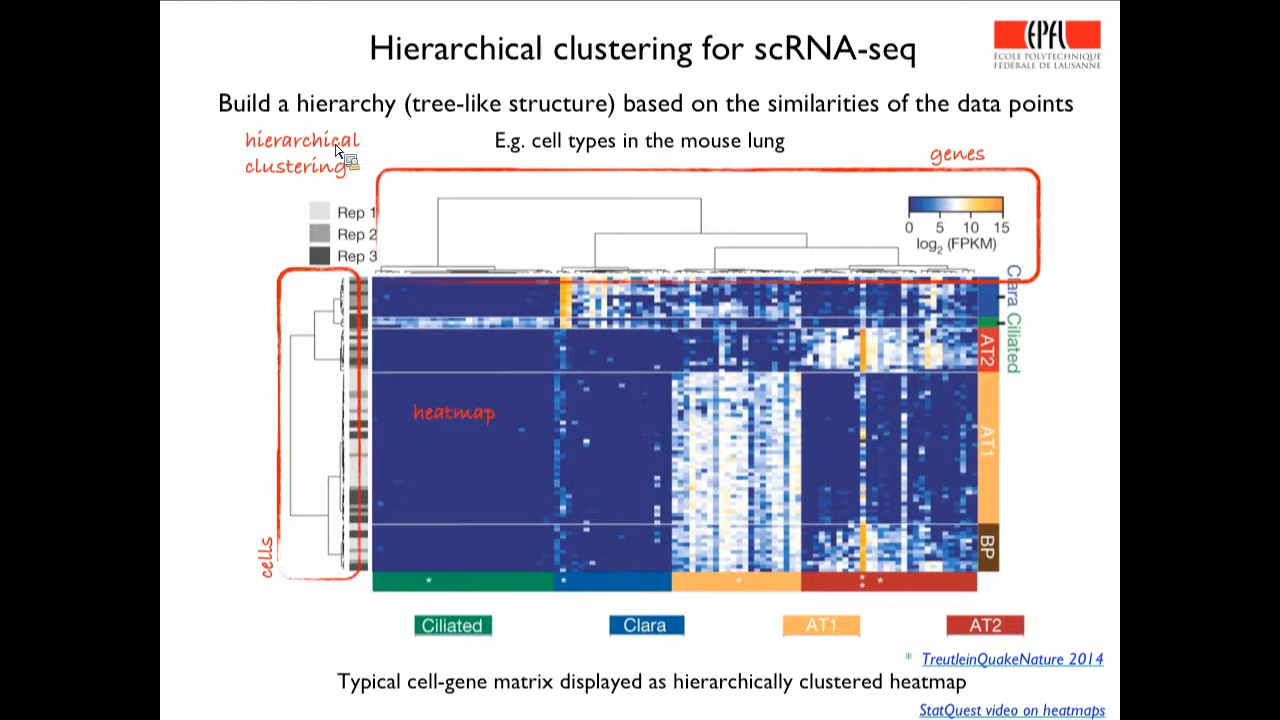 Hierarchical clustering for scRNA-seq
EPFL
ÉCOLE POLYTECHNIQUE
FÉDÉRALE DE LAUSANNE
Build a hierarchy (tree-like structure) based on the similarities of the data points
hierarchical
clustering
E.g. cell types in the mouse lung
genes
Rep 1
Rep 2
Rep 3
0 5 10 15
log2 (FPKM)
Clara
Ciliated
AT2
AT1
BP
heatmap
cells
* * * * * *
Ciliated Clara AT1 AT2
* TreutleinQuakeNature 2014
Typical cell-gene matrix displayed as hierarchically clustered heatmap
StatQuest video on heatmaps